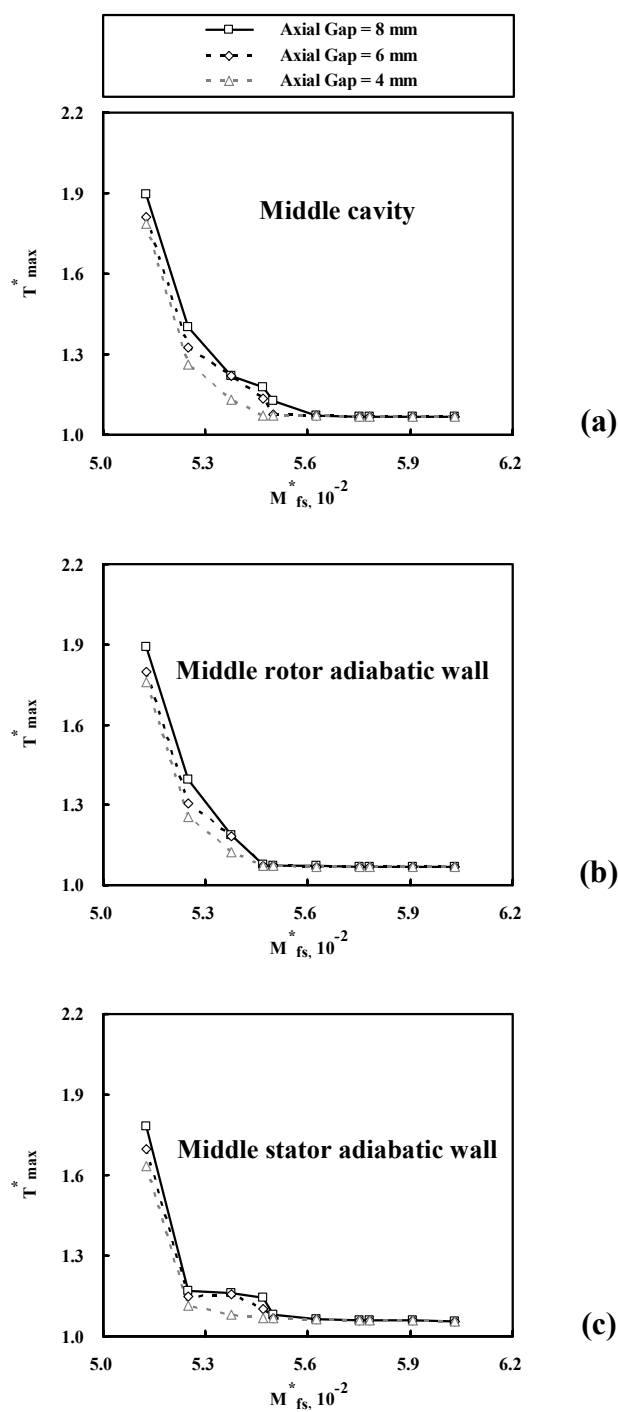 Axial Gap = 8 mm
Axial Gap = 6 mm
Axial Gap = 4 mm
2.2
1.9
1.6
1.3
1.0
T*max
Middle cavity
5.0 5.3 5.6 5.9 6.2
M*fs, 10-2
(a)
2.2
1.9
1.6
1.3
1.0
T*max
Middle rotor adiabatic wall
5.0 5.3 5.6 5.9 6.2
M*fs, 10-2
(b)
2.2
1.9
1.6
1.3
1.0
T*max
Middle stator adiabatic wall
5.0 5.3 5.6 5.9 6.2
M*fs, 10-2
(c)